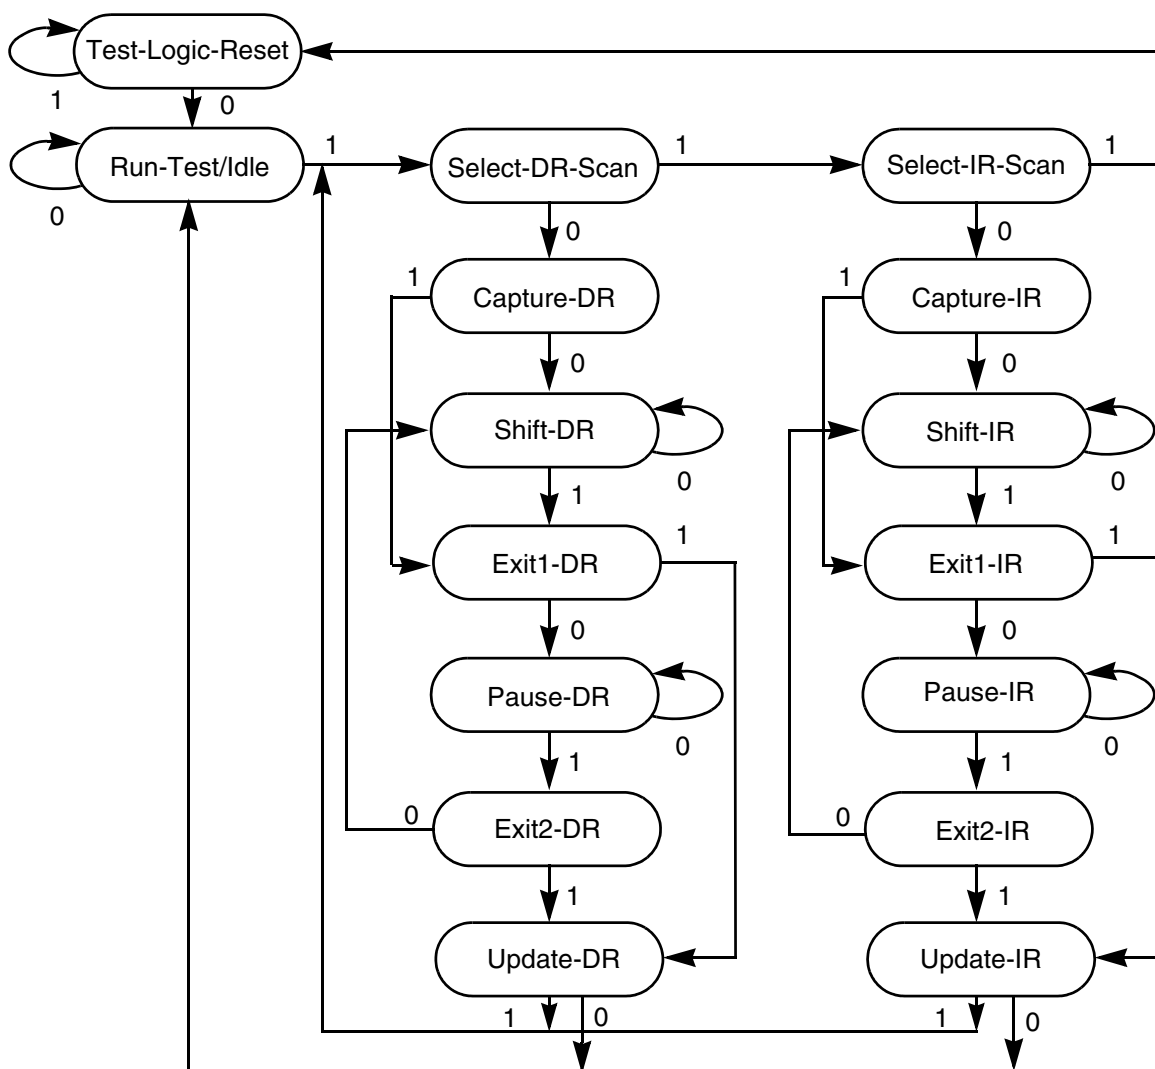 Test-Logic-Reset
1
0
Run-Test/Idle
1
Select-DR-Scan
1
Select-IR-Scan
1
0
0
0
1
Capture-DR
1
Capture-IR
0
0
Shift-DR
Shift-IR
0
0
1
1
Exit1-DR
1
Exit1-IR
1
0
0
Pause-DR
Pause-IR
0
0
1
1
0
Exit2-DR
0
Exit2-IR
1
1
Update-DR
Update-IR
1
0
1
0